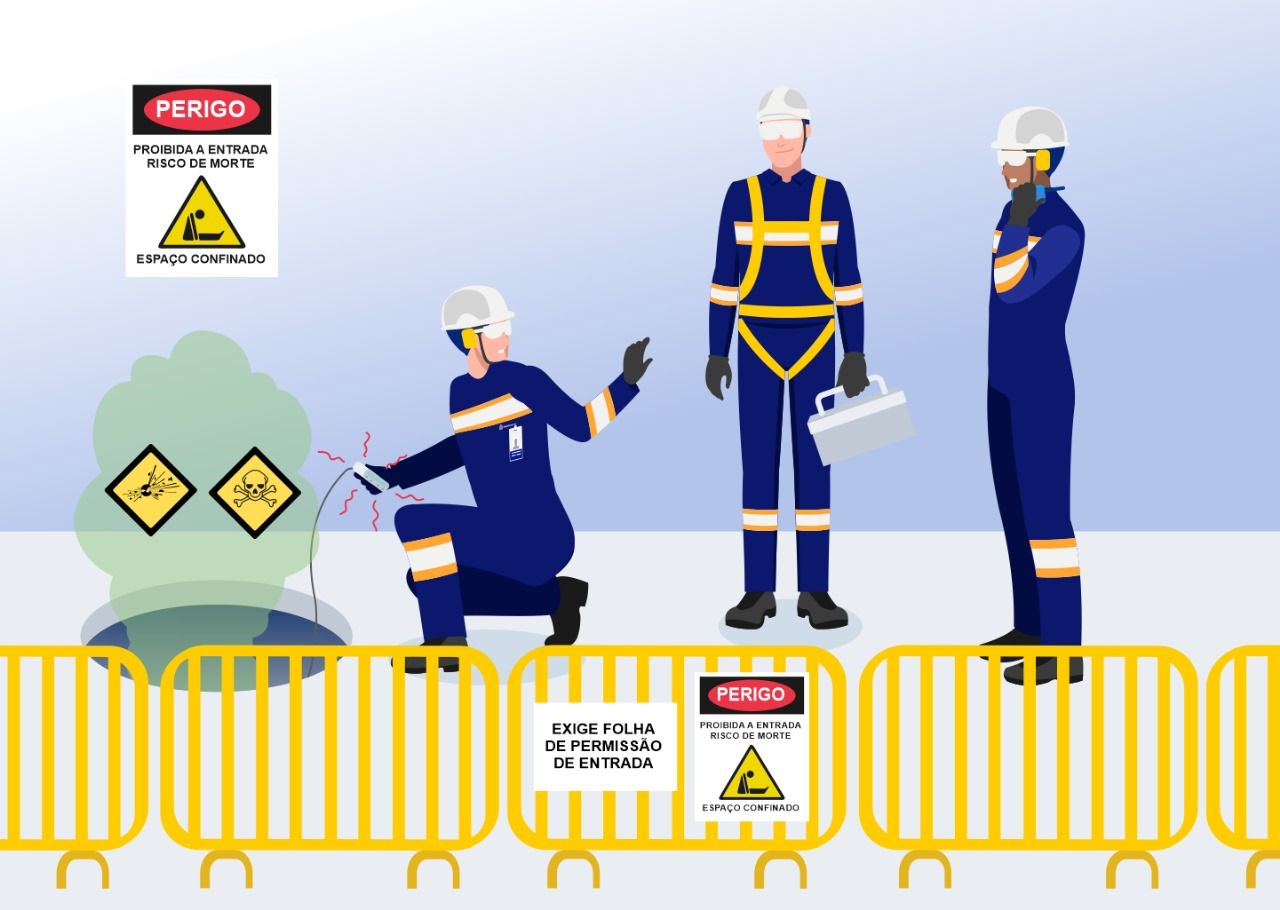 PERIGO
PROIBIDA A ENTRADA
RISCO DE MORTE
ESPAÇO CONFINADO
EXIGE FOLHA
DE PERMISSÃO
DE ENTRADA
PERIGO
PROIBIDA A ENTRADA
RISCO DE MORTE
ESPAÇO CONFINADO